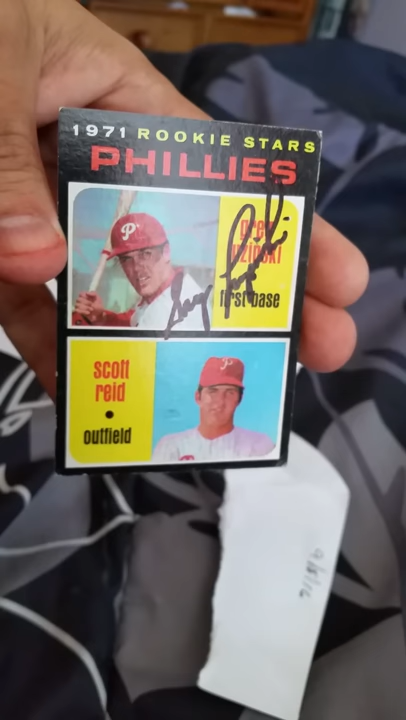 1971 ROOKIE STARS
PHILLIES
greg
luzinski
first base
scott
reid
outfield